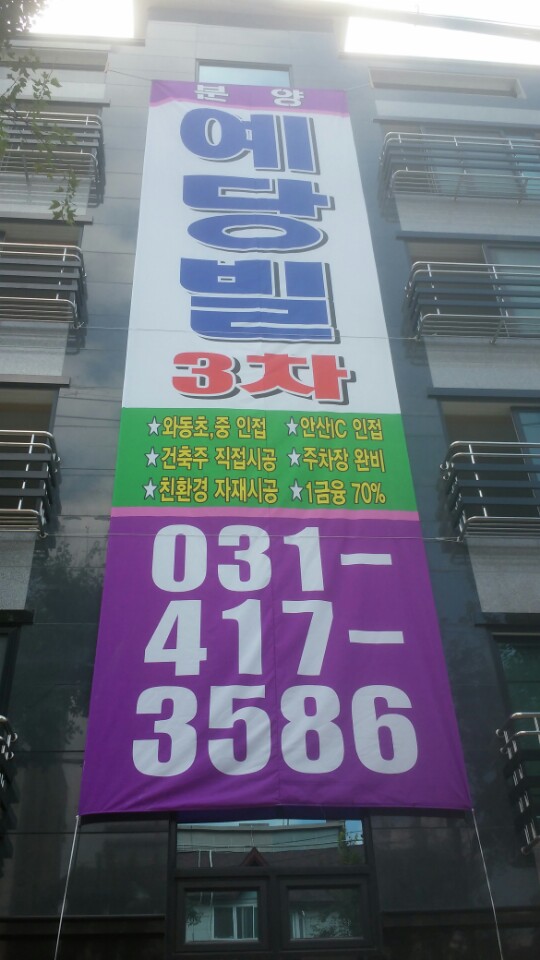 분양
예당빌
3차
☆와동초,중 인접 ☆안산IC 인접
☆건축주 직접시공 ☆주차장 완비
☆친환경 자재시공 ☆1금융 70%
031-
417-
3586